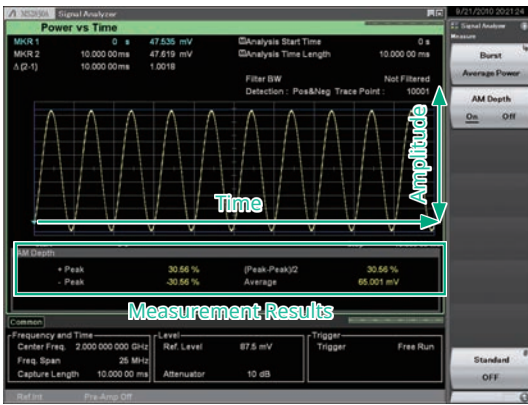 MS2830A Signal Analyzer 9/21/2010 20:21:24
Power vs Time
MKR 1 0 s 47.535 mV Analysis Start Time 0 s
MKR 2 10.000 00 ms 47.619 mV Analysis Time Length 10.000 00 ms
Δ (2-1) 10.000 00 ms 1.0018
Filter BW Not Filtered
Detection : Pos&Neg Trace Point : 10001
Amplitude
Time
AM Depth
+ Peak 30.56 % (Peak-Peak)/2 30.56 %
- Peak -30.56 % Average 65.001 mV
Measurement Results
Common
Frequency and Time Level Trigger
Center Freq. 2.000 000 000 GHz Ref. Level 87.5 mV Trigger Free Run
Freq. Span 25 MHz
Capture Length 10.000 00 ms Attenuator 10 dB
Ref.Int Pre-Amp Off
Signal Analyzer
Measure
Burst
Average Power
AM Depth
On Off
Standard
OFF